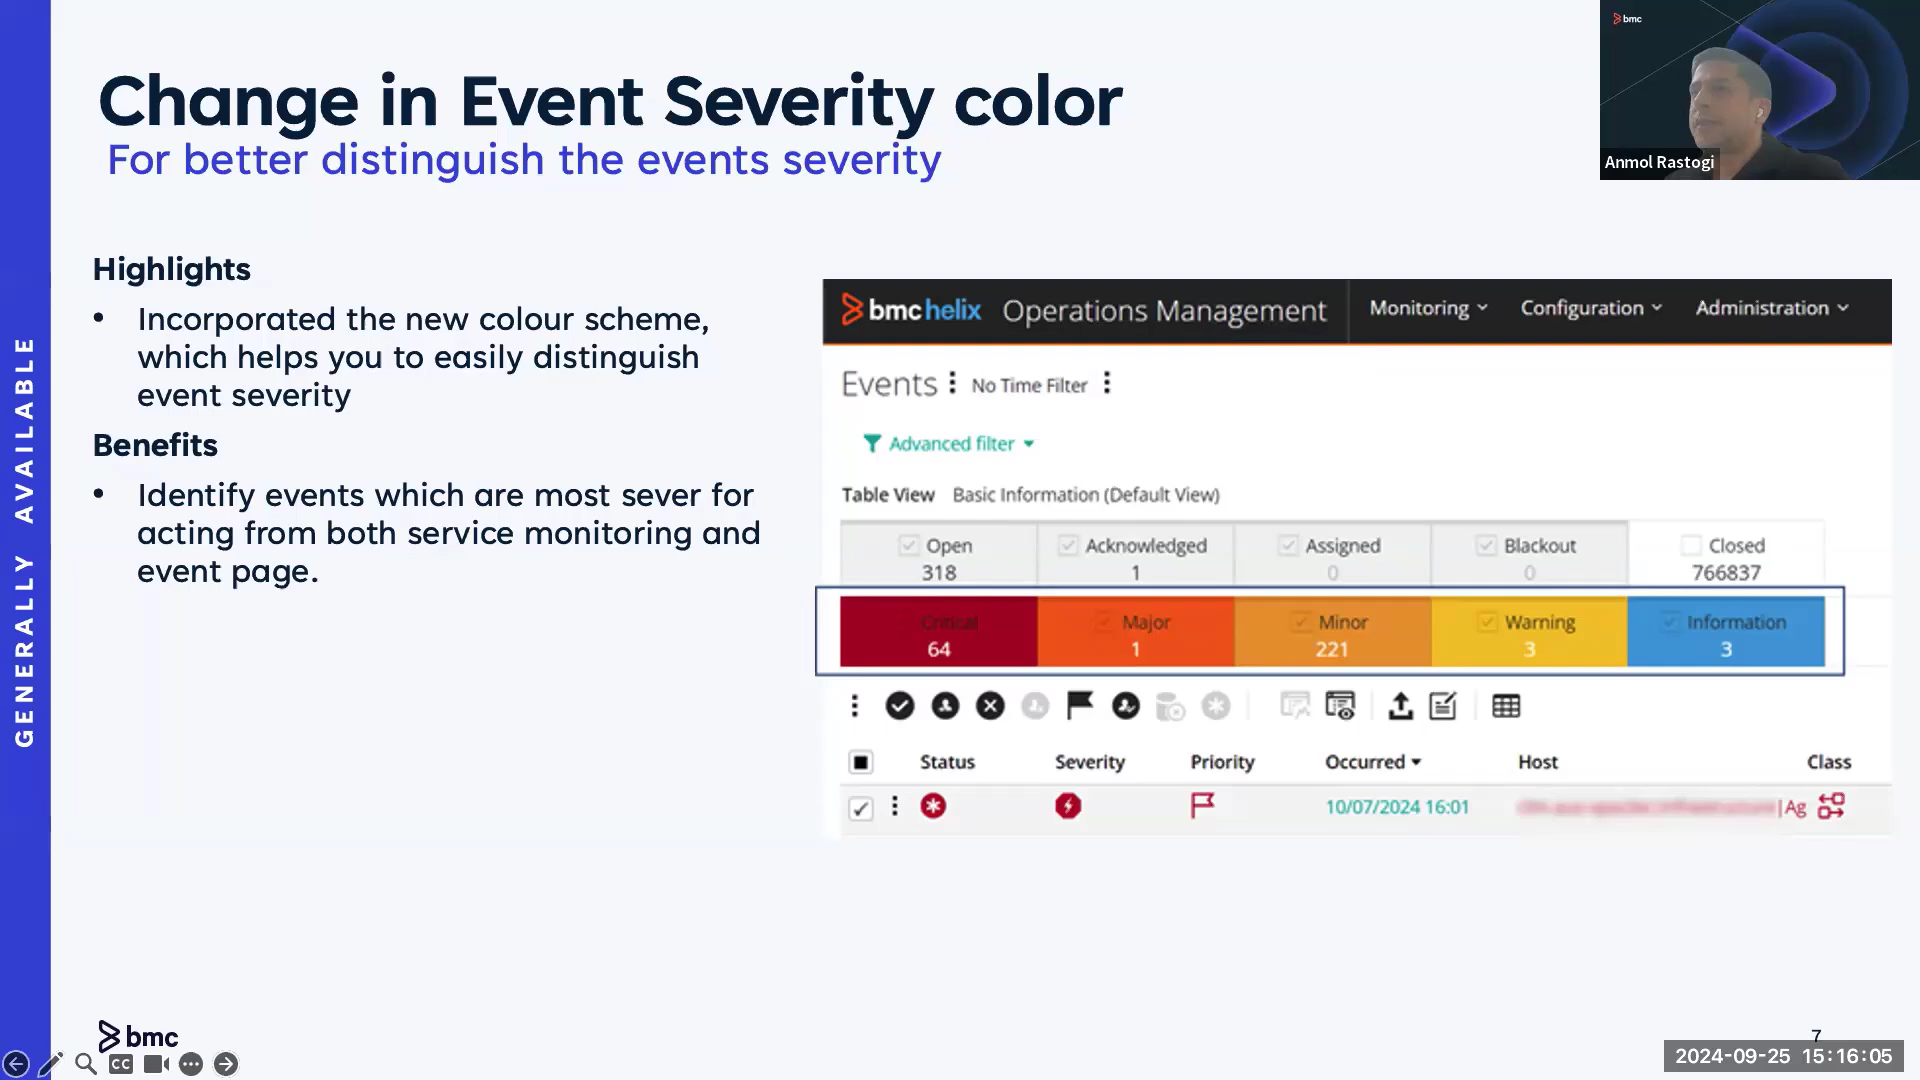 Change in Event Severity color
For better distinguish the events severity
bmc
Anmol Rastogi
GENERALLY AVAILABLE
Highlights
• Incorporated the new colour scheme,
which helps you to easily distinguish
event severity
Benefits
• Identify events which are most sever for
acting from both service monitoring and
event page.
bmc helix Operations Management Monitoring Configuration Administration
Events No Time Filter
Advanced filter
Table View Basic Information (Default View)
Open Acknowledged Assigned Blackout Closed
318 1 0 0 766837
Critical Major Minor Warning Information
64 1 221 3 3
Status Severity Priority Occurred Host Class
10/07/2024 16:01 |Ag
bmc
7
CC
2024-09-25 15:16:05